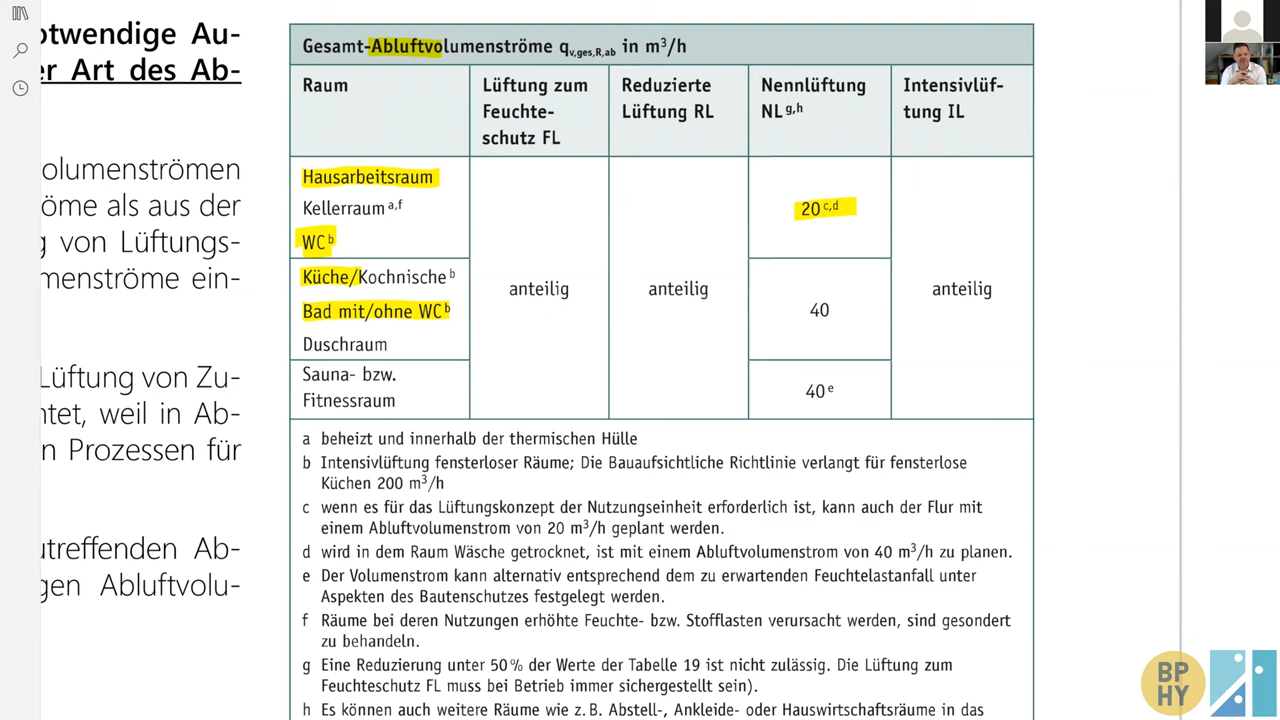 otwendige Au-
er Art des Ab-
olumenströmen
öme als aus der
g von Lüftungs-
menströme ein-
Lüftung von Zu-
htet, weil in Ab-
n Prozessen für
utreffenden Ab-
gen Abluftvolu-
Gesamt-Abluftvolumenströme qv,ges,R,ab in m³/h
Raum
Lüftung zum
Feuchte-
schutz FL
Reduzierte
Lüftung RL
Nennlüftung
NL g,h
Intensivlüf-
tung IL
Hausarbeitsraum
Kellerraum a,f
WC b
20 c,d
Küche/Kochnische b
Bad mit/ohne WC b
Duschraum
anteilig
anteilig
40
anteilig
Sauna- bzw.
Fitnessraum
40 e
a beheizt und innerhalb der thermischen Hülle
b Intensivlüftung fensterloser Räume; Die Bauaufsichtliche Richtlinie verlangt für fensterlose
Küchen 200 m³/h
c wenn es für das Lüftungskonzept der Nutzungseinheit erforderlich ist, kann auch der Flur mit
einem Abluftvolumenstrom von 20 m³/h geplant werden.
d wird in dem Raum Wäsche getrocknet, ist mit einem Abluftvolumenstrom von 40 m³/h zu planen.
e Der Volumenstrom kann alternativ entsprechend dem zu erwartenden Feuchtelastanfall unter
Aspekten des Bautenschutzes festgelegt werden.
f Räume bei deren Nutzungen erhöhte Feuchte- bzw. Stofflasten verursacht werden, sind gesondert
zu behandeln.
g Eine Reduzierung unter 50 % der Werte der Tabelle 19 ist nicht zulässig. Die Lüftung zum
Feuchteschutz FL muss bei Betrieb immer sichergestellt sein).
h Es können auch weitere Räume wie z. B. Abstell-, Ankleide- oder Hauswirtschaftsräume in das
BP
HY